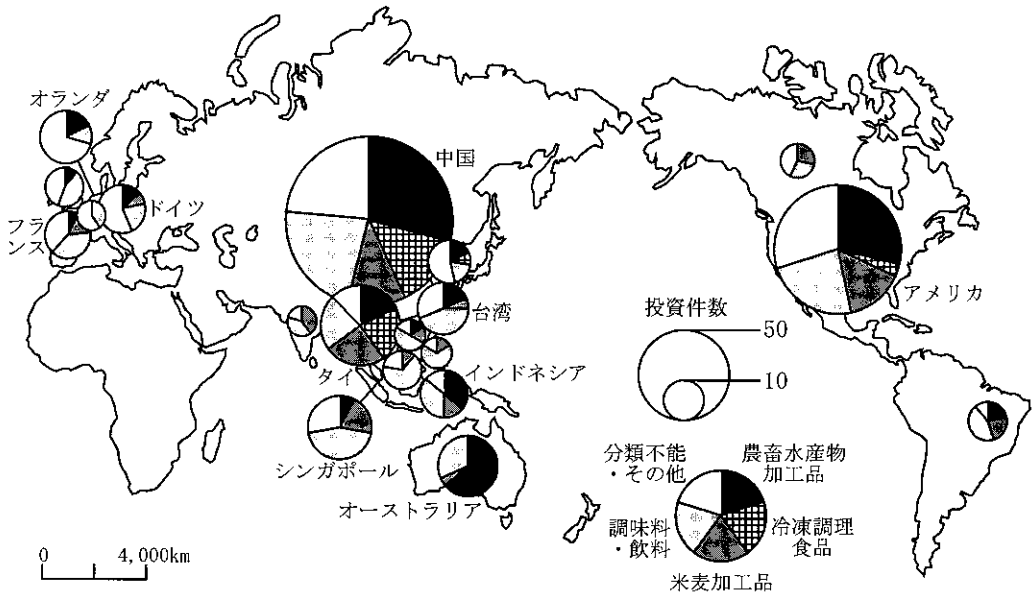 オランダ
中国
フラ
ンス
ドイツ
台湾
タイ
インドネシア
シンガポール
オーストラリア
アメリカ
投資件数
50
10
分類不能
・その他
農畜水産物
加工品
調味料
・飲料
冷凍調理
食品
米麦加工品
0 4,000km